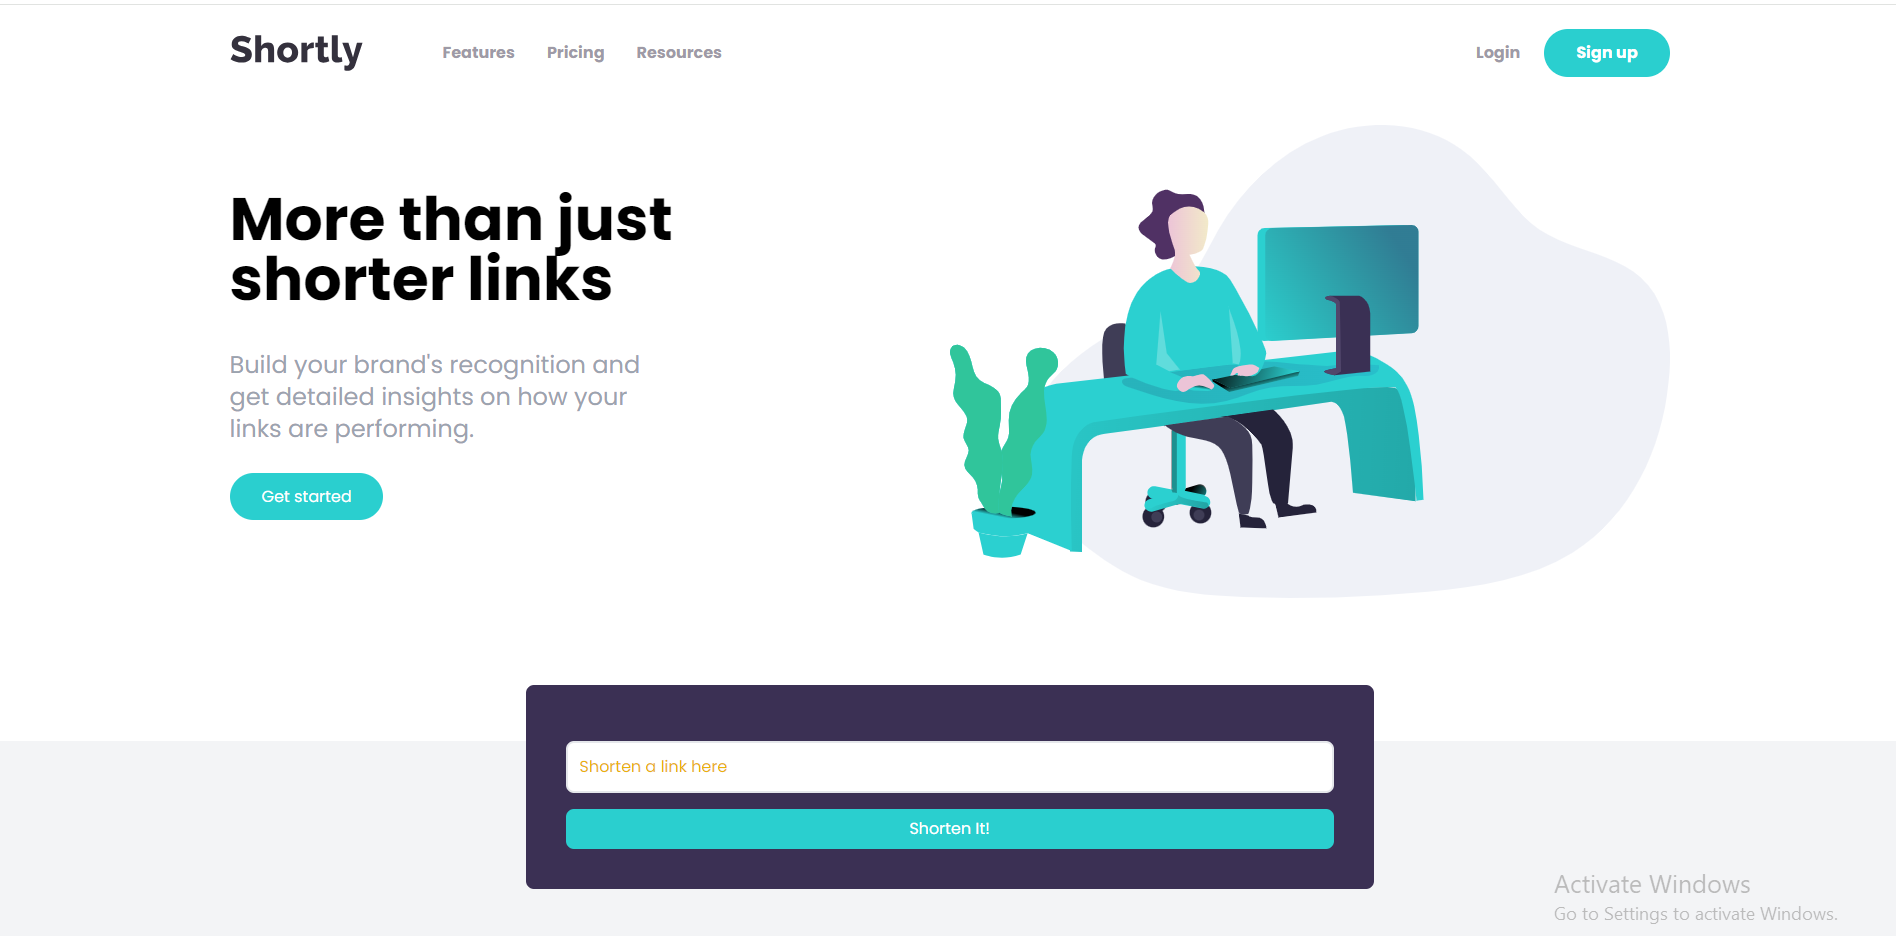 Shortly
Features
Pricing
Resources
Login
Sign up
More than just
shorter links
Build your brand's recognition and
get detailed insights on how your
links are performing.
Get started
Shorten a link here
Shorten It!
Activate Windows
Go to Settings to activate Windows.